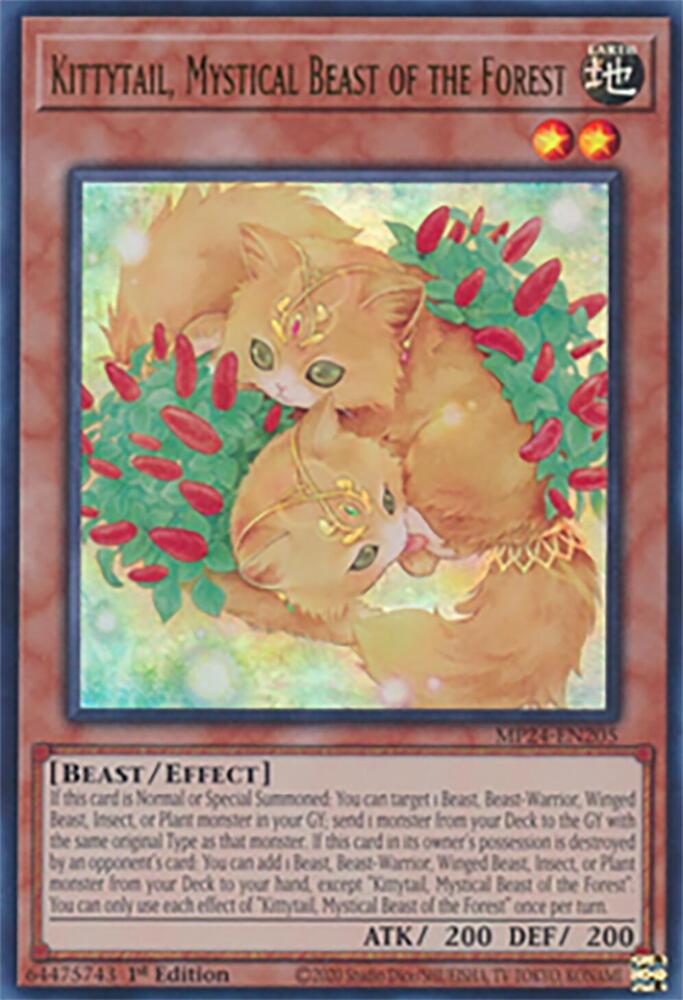 KITTYTAIL, MYSTICAL BEAST OF THE FOREST
EARTH
地
MP24-EN205
[BEAST/EFFECT]
If this card is Normal or Special Summoned: You can target 1 Beast, Beast-Warrior, Winged
Beast, Insect, or Plant monster in your GY; send 1 monster from your Deck to the GY with
the same original Type as that monster. If this card in its owner's possession is destroyed
by an opponent's card: You can add 1 Beast, Beast-Warrior, Winged Beast, Insect, or Plant
monster from your Deck to your hand, except "Kittytail, Mystical Beast of the Forest".
You can only use each effect of "Kittytail, Mystical Beast of the Forest" once per turn.
ATK/ 200 DEF/ 200
64475743 1st Edition
©2020 Studio Dice/SHUEISHA, TV TOKYO, KONAMI